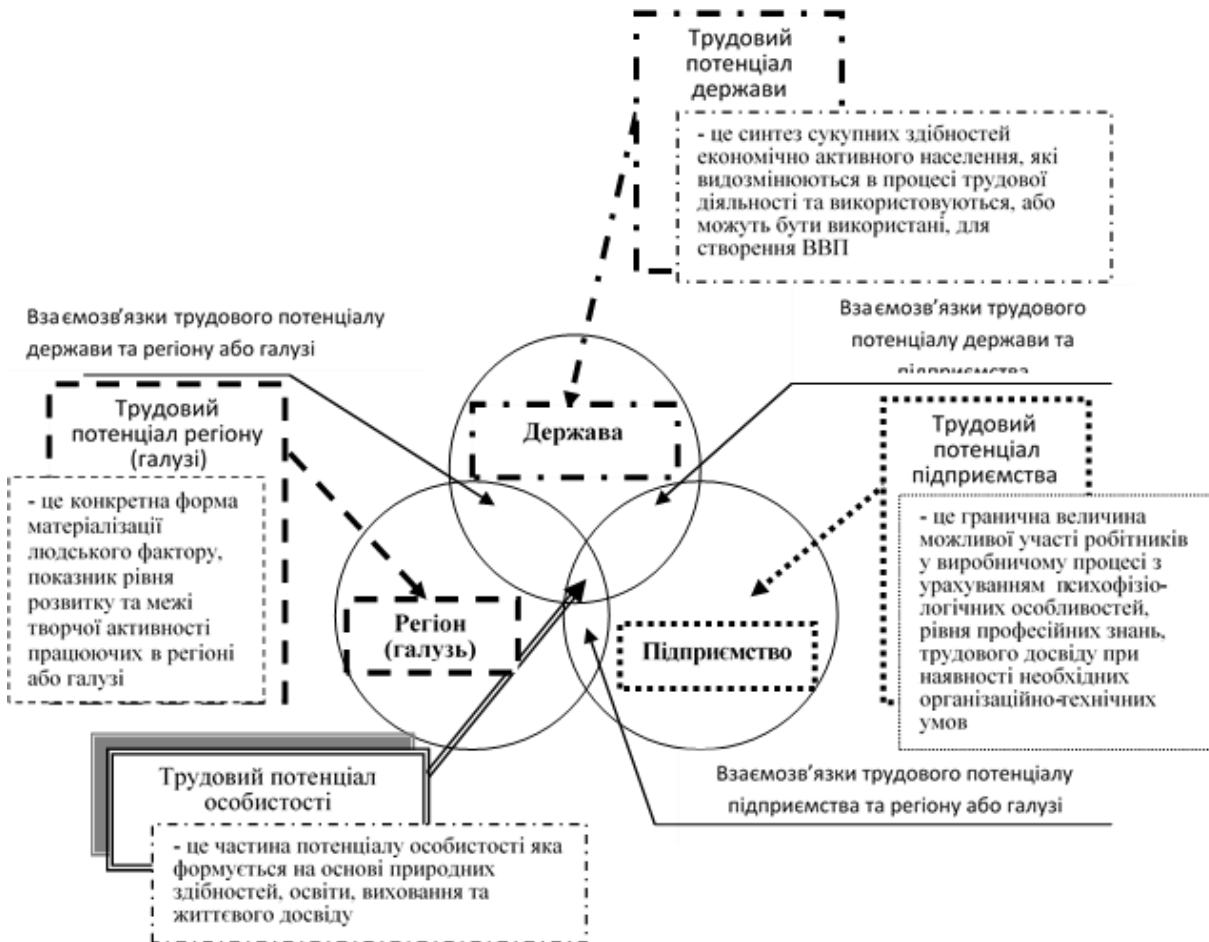 Трудовий
потенціал
держави
- це синтез сукупних здібностей
економічно активного населення, які
видозмінюються в процесі трудової
діяльності та використовуються, або
можуть бути використані, для
створення ВВП
Взаємозв'язки трудового потенціалу
держави та регіону або галузі
Взаємозв'язки трудового
потенціалу держави та
підприємства
Трудовий
потенціал регіону
(галузі)
- це конкретна форма
матеріалізації
людського фактору,
показник рівня
розвитку та межі
творчої активності
працюючих в регіоні
або галузі
Держава
Трудовий
потенціал
підприємства
- це гранична величина
можливої участі робітників
у виробничому процесі з
урахуванням психофізіо-
логічних особливостей,
рівня професійних знань,
трудового досвіду при
наявності необхідних
організаційно-технічних
умов
Регіон
(галузь)
Підприємство
Трудовий потенціал
особистості
- це частина потенціалу особистості яка
формується на основі природних
здібностей, освіти, виховання та
життєвого досвіду
Взаємозв'язки трудового потенціалу
підприємства та регіону або галузі